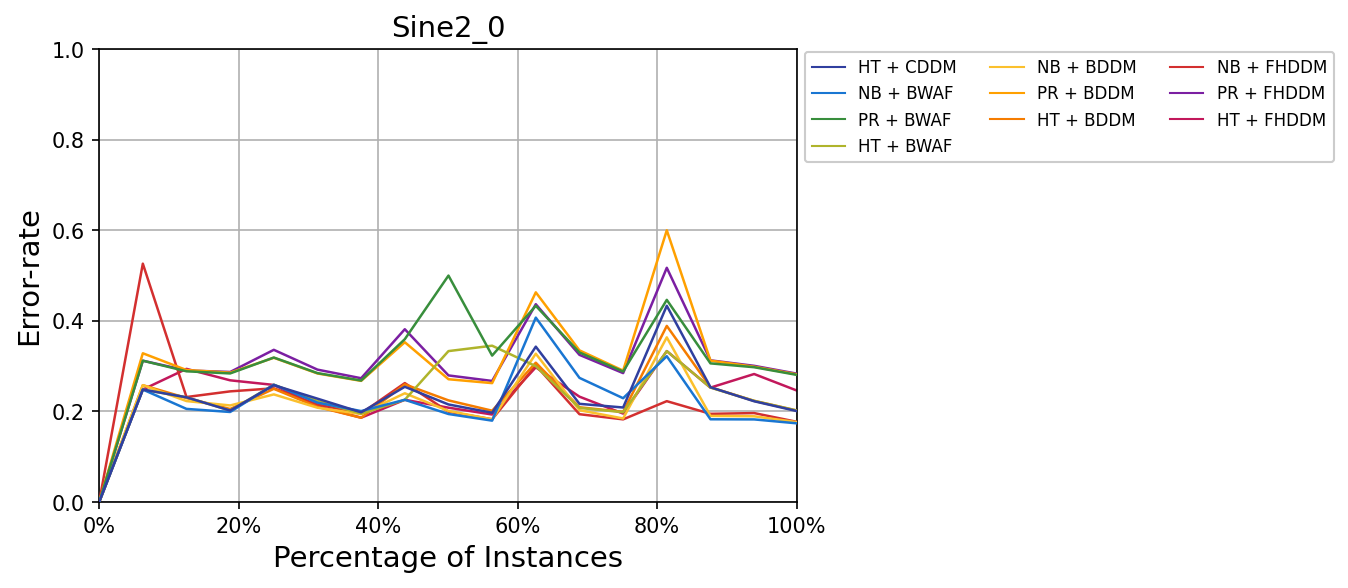 Sine2_0
1.0
0.8
0.6
0.4
0.2
0.0
Error-rate
0% 20% 40% 60% 80% 100%
Percentage of Instances
HT + CDDM
NB + BWAF
PR + BWAF
HT + BWAF
NB + BDDM
PR + BDDM
HT + BDDM
NB + FHDDM
PR + FHDDM
HT + FHDDM